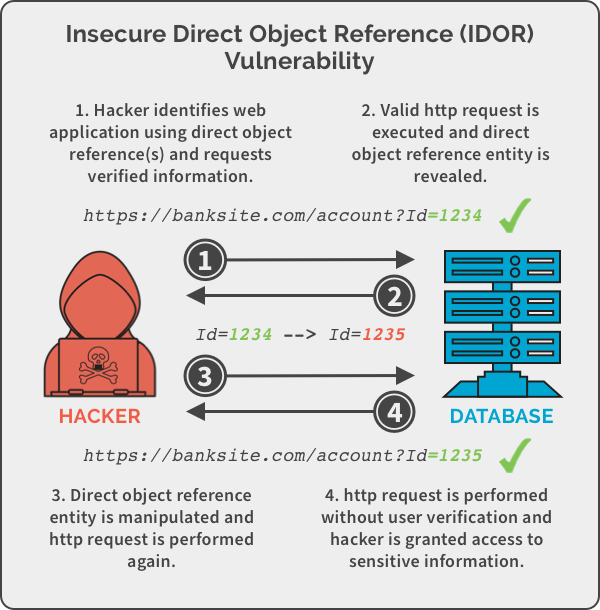 Insecure Direct Object Reference (IDOR)
Vulnerability
1. Hacker identifies web
application using direct object
reference(s) and requests
verified information.
2. Valid http request is
executed and direct
object reference entity is
revealed.
https://banksite.com/account?Id=1234
1
2
Id=1234 --> Id=1235
3
4
HACKER
DATABASE
https://banksite.com/account?Id=1235
3. Direct object reference
entity is manipulated and
http request is performed
again.
4. http request is performed
without user verification and
hacker is granted access to
sensitive information.